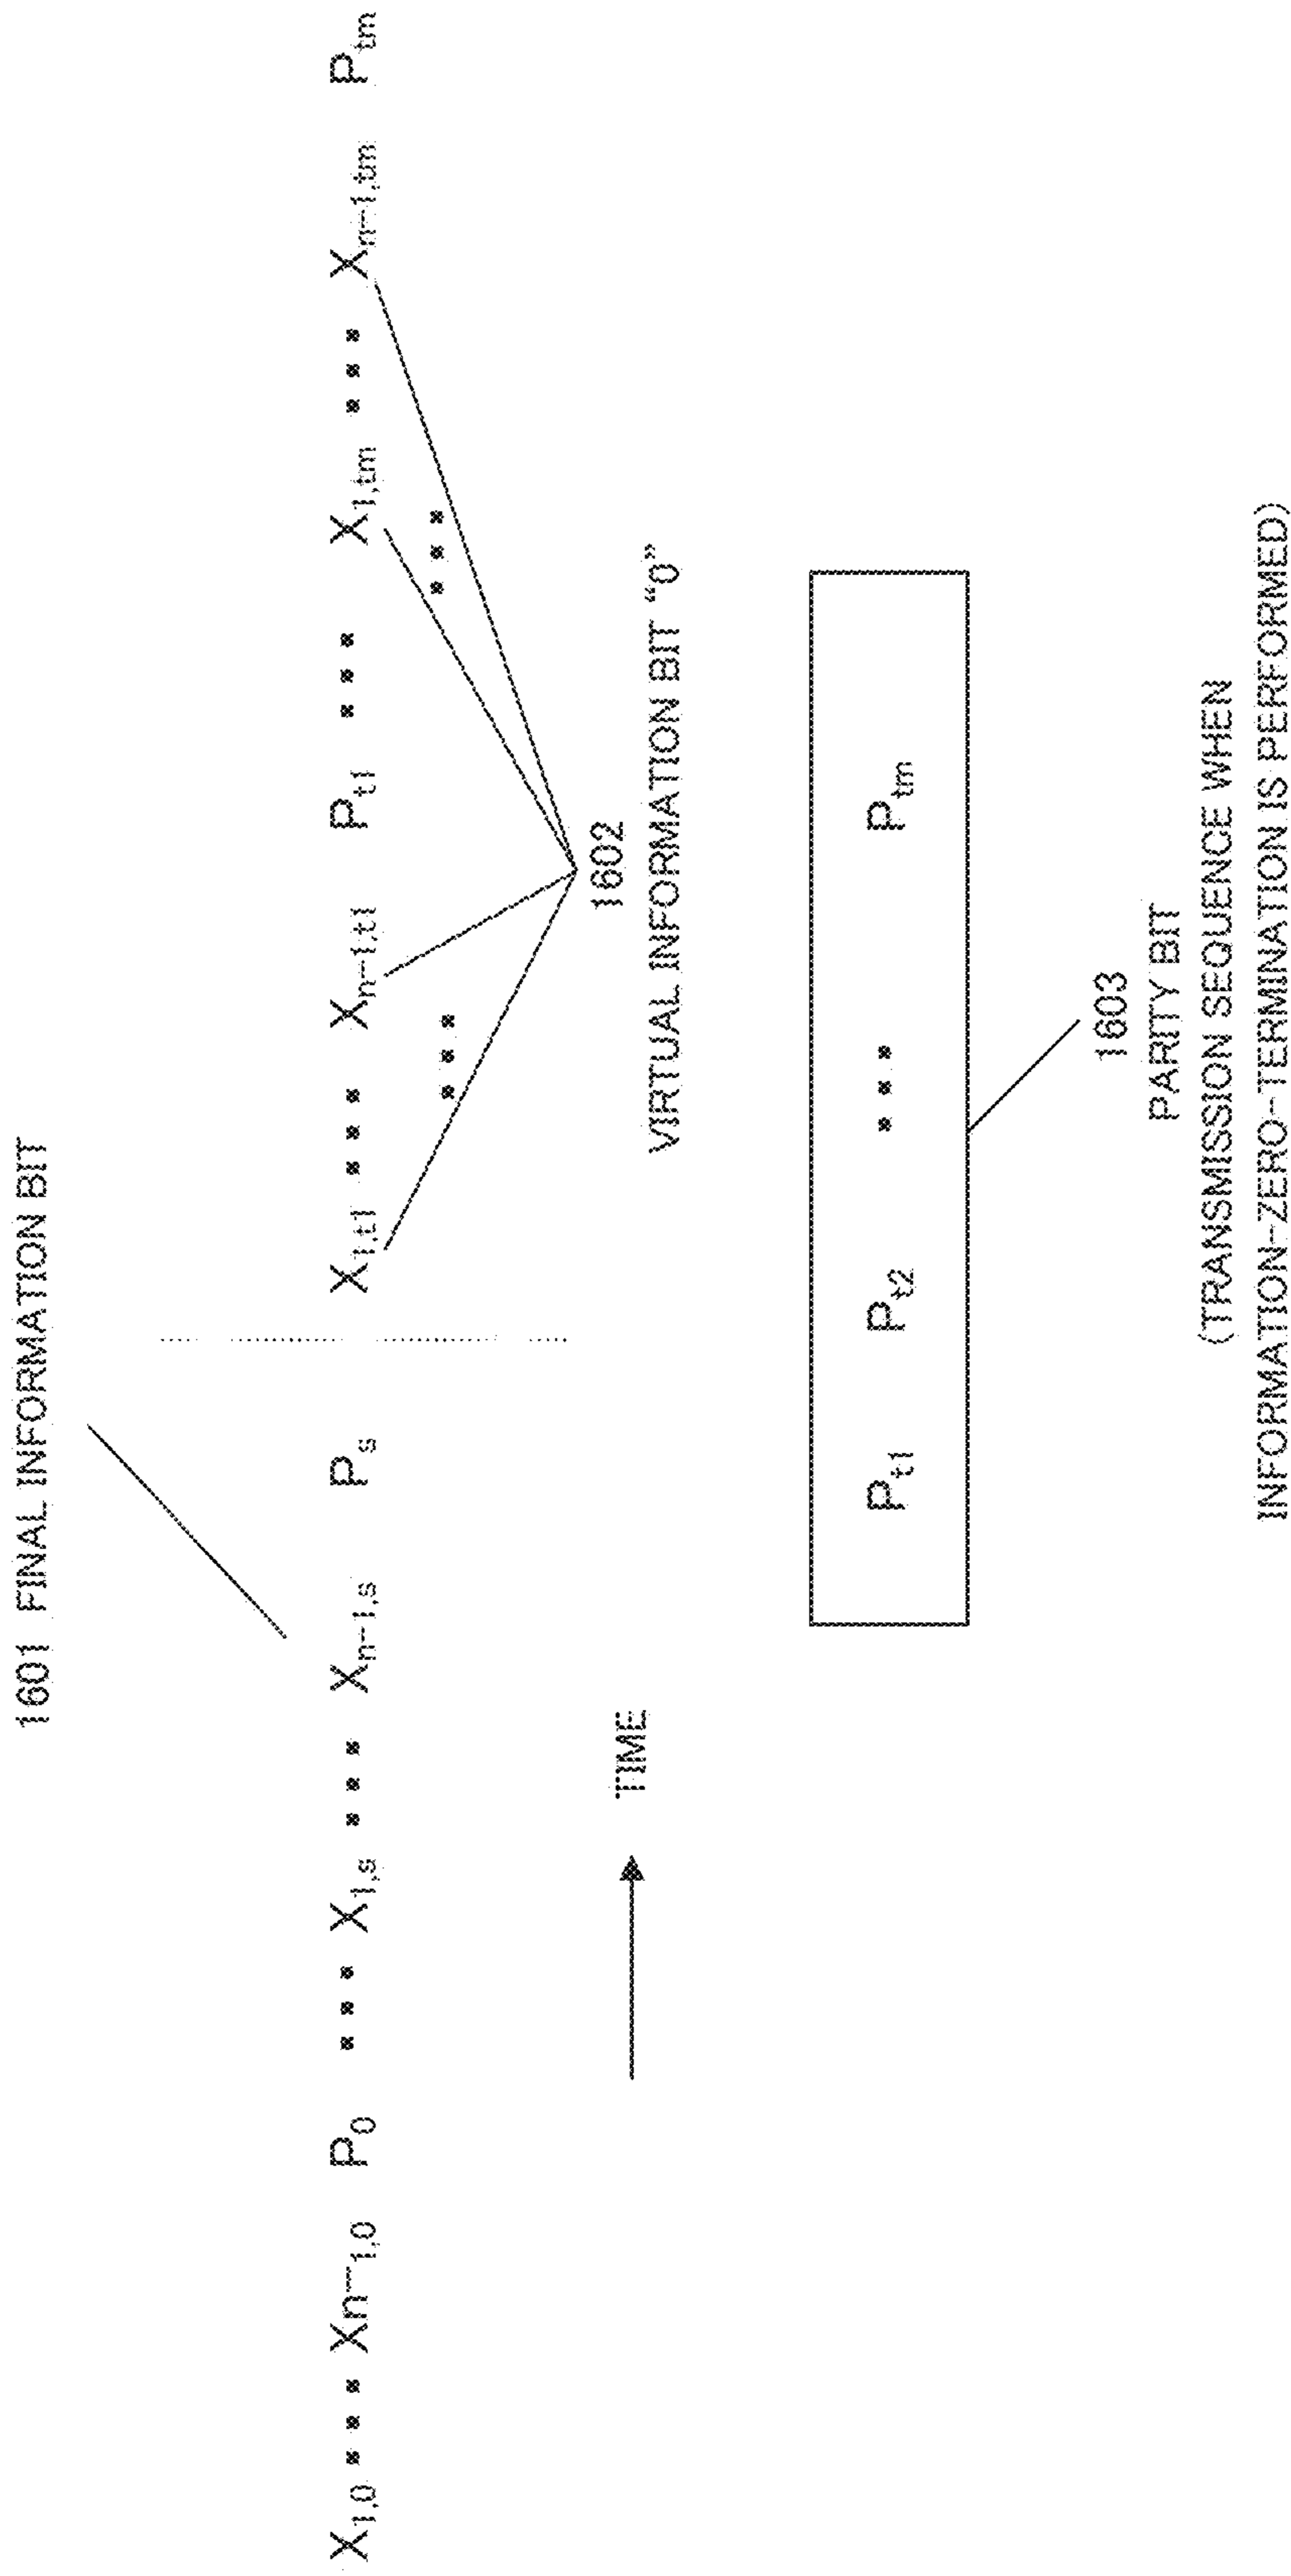 1601 FINAL INFORMATION BIT
X1,0 ••• Xn-1,0 P0 ••• X1,s ••• Xn-1,s Ps X1,t1 ••• Xn-1,t1 Pt1 ••• X1,tm ••• Xn-1,tm Ptm
••• •••
TIME
1602
VIRTUAL INFORMATION BIT “0”
Pt1 Pt2 ••• Ptm
1603
PARITY BIT
(TRANSMISSION SEQUENCE WHEN
INFORMATION-ZERO-TERMINATION IS PERFORMED)